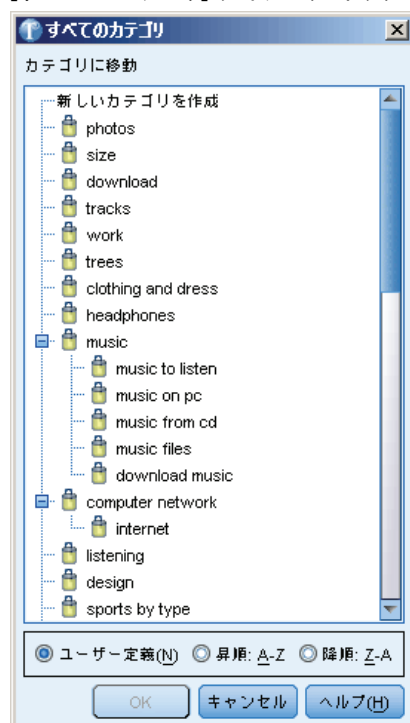 すべてのカテゴリ
カテゴリに移動
新しいカテゴリを作成
photos
size
download
tracks
work
trees
clothing and dress
headphones
music
music to listen
music on pc
music from cd
music files
download music
computer network
internet
listening
design
sports by type
ユーザー定義(N) 昇順: A-Z 降順: Z-A
OK キャンセル ヘルプ(H)